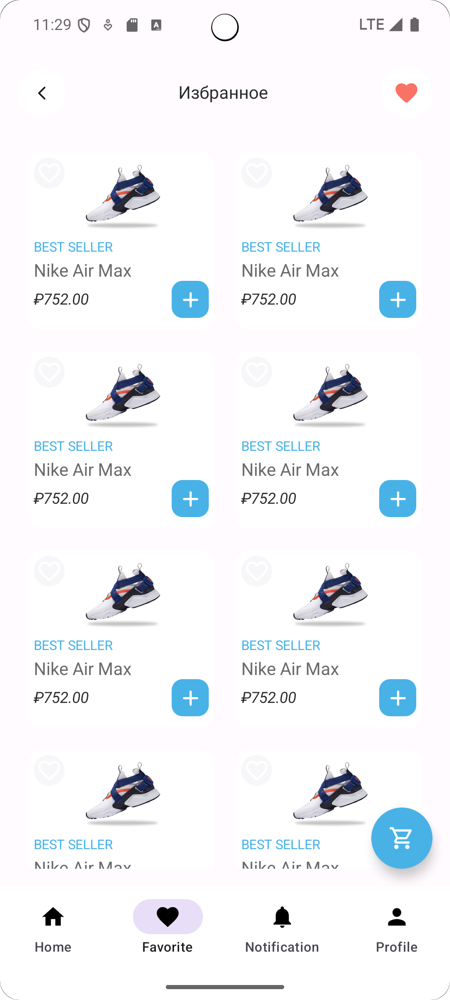 11:29 LTE
Избранное
BEST SELLER BEST SELLER
Nike Air Max Nike Air Max
₽752.00 ₽752.00
BEST SELLER BEST SELLER
Nike Air Max Nike Air Max
₽752.00 ₽752.00
BEST SELLER BEST SELLER
Nike Air Max Nike Air Max
₽752.00 ₽752.00
BEST SELLER BEST SELLER
Nike Air Max Nike Air Max
Home Favorite Notification Profile